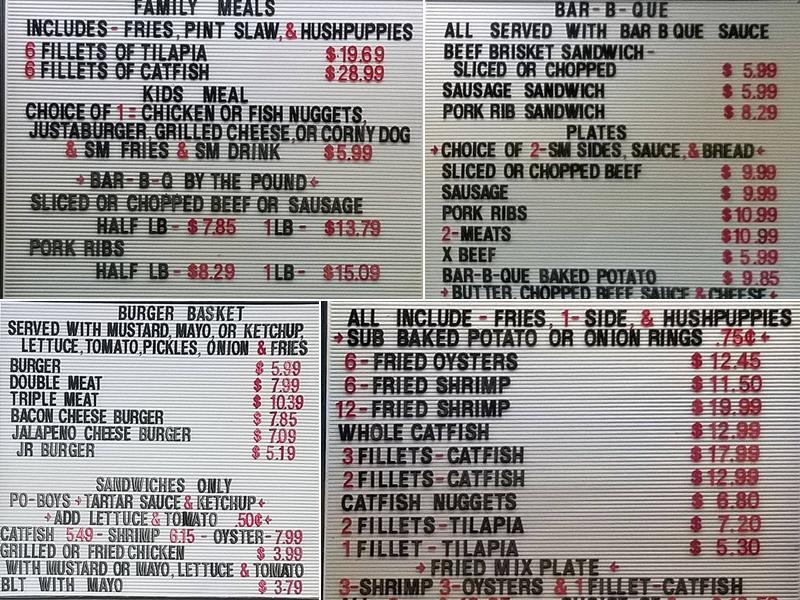 FAMILY MEALS
INCLUDES- FRIES, PINT SLAW, & HUSHPUPPIES
6 FILLETS OF TILAPIA $19.69
6 FILLETS OF CATFISH $28.99
KIDS MEAL
CHOICE OF 1= CHICKEN OR FISH NUGGETS,
JUSTABURGER, GRILLED CHEESE, OR CORNY DOG
& SM FRIES & SM DRINK $5.99
BAR-B-Q BY THE POUND
SLICED OR CHOPPED BEEF OR SAUSAGE
HALF LB - $7.85 1 LB - $13.79
PORK RIBS
HALF LB - $8.29 1 LB - $15.09
BAR-B-QUE
ALL SERVED WITH BAR B QUE SAUCE
BEEF BRISKET SANDWICH-
SLICED OR CHOPPED $ 5.99
SAUSAGE SANDWICH $ 5.99
PORK RIB SANDWICH $ 8.29
PLATES
CHOICE OF 2-SM SIDES, SAUCE, & BREAD
SLICED OR CHOPPED BEEF $ 9.99
SAUSAGE $ 9.99
PORK RIBS $10.99
2-MEATS $10.99
X BEEF $ 5.99
BAR-B-QUE BAKED POTATO $ 9.85
BUTTER, CHOPPED BEEF SAUCE & CHEESE
BURGER BASKET
SERVED WITH MUSTARD, MAYO, OR KETCHUP,
LETTUCE, TOMATO, PICKLES, ONION & FRIES
BURGER $ 5.99
DOUBLE MEAT $ 7.99
TRIPLE MEAT $ 10.39
BACON CHEESE BURGER $ 7.85
JALAPENO CHEESE BURGER $ 7.09
JR BURGER $ 5.19
SANDWICHES ONLY
PO-BOYS + TARTAR SAUCE & KETCHUP
ADD LETTUCE & TOMATO .50¢
CATFISH 5.49 - SHRIMP 6.15 - OYSTER - 7.99
GRILLED OR FRIED CHICKEN $ 3.99
WITH MUSTARD OR MAYO, LETTUCE & TOMATO
BLT WITH MAYO $ 3.79
ALL INCLUDE - FRIES, 1- SIDE, & HUSHPUPPIES
SUB BAKED POTATO OR ONION RINGS .75¢
6-FRIED OYSTERS $ 12.45
6-FRIED SHRIMP $ 11.50
12-FRIED SHRIMP $ 19.99
WHOLE CATFISH $ 12.99
3 FILLETS-CATFISH $ 17.99
2 FILLETS-CATFISH $ 12.99
CATFISH NUGGETS $ 6.80
2 FILLETS-TILAPIA $ 7.20
1 FILLET-TILAPIA $ 5.30
FRIED MIX PLATE
3-SHRIMP 3-OYSTERS & 1 FILLET-CATFISH